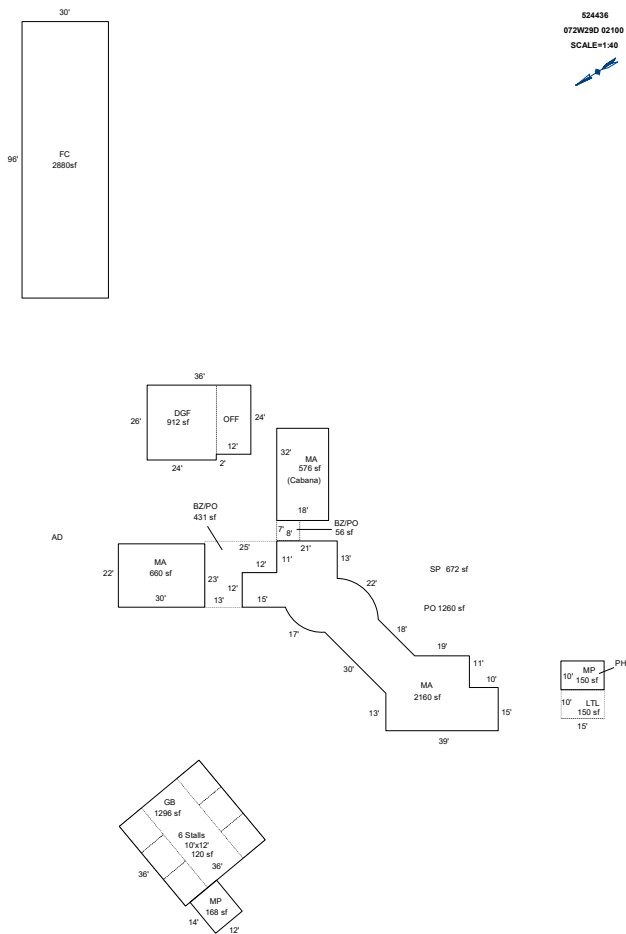 30'
524436
072W29D 02100
SCALE=1:40
96'
FC
2880sf
36'
26'
DGF
912 sf
OFF
24'
12'
24'
2'
32'
MA
576 sf
(Cabana)
18'
BZ/PO
431 sf
7'
8'
BZ/PO
56 sf
AD
25'
21'
22'
MA
660 sf
23'
12'
11'
13'
SP 672 sf
12'
22'
30'
13'
15'
PO 1260 sf
17'
18'
19'
30'
11'
10'
MA
2160 sf
13'
15'
39'
10'
MP
150 sf
PH
10'
LTL
150 sf
15'
GB
1296 sf
6 Stalls
10'x12'
120 sf
36'
36'
MP
168 sf
14'
12'